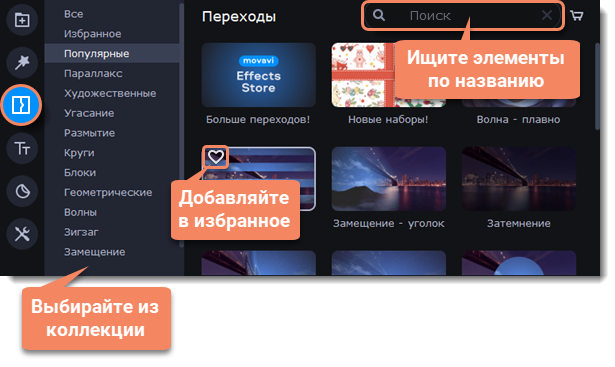 Переходы
Поиск
Все
Избранное
Популярные
Параллакс
Художественные
Угасание
Размытие
Круги
Блоки
Геометрические
Волны
Зигзаг
Замещение
Тт
movavi
Effects
Store
Больше переходов!
Новые наборы!
Волна - плавно
Замещение - уголок
Затемнение
Ищите элементы
по названию
Добавляйте
в избранное
Выбирайте из
коллекции